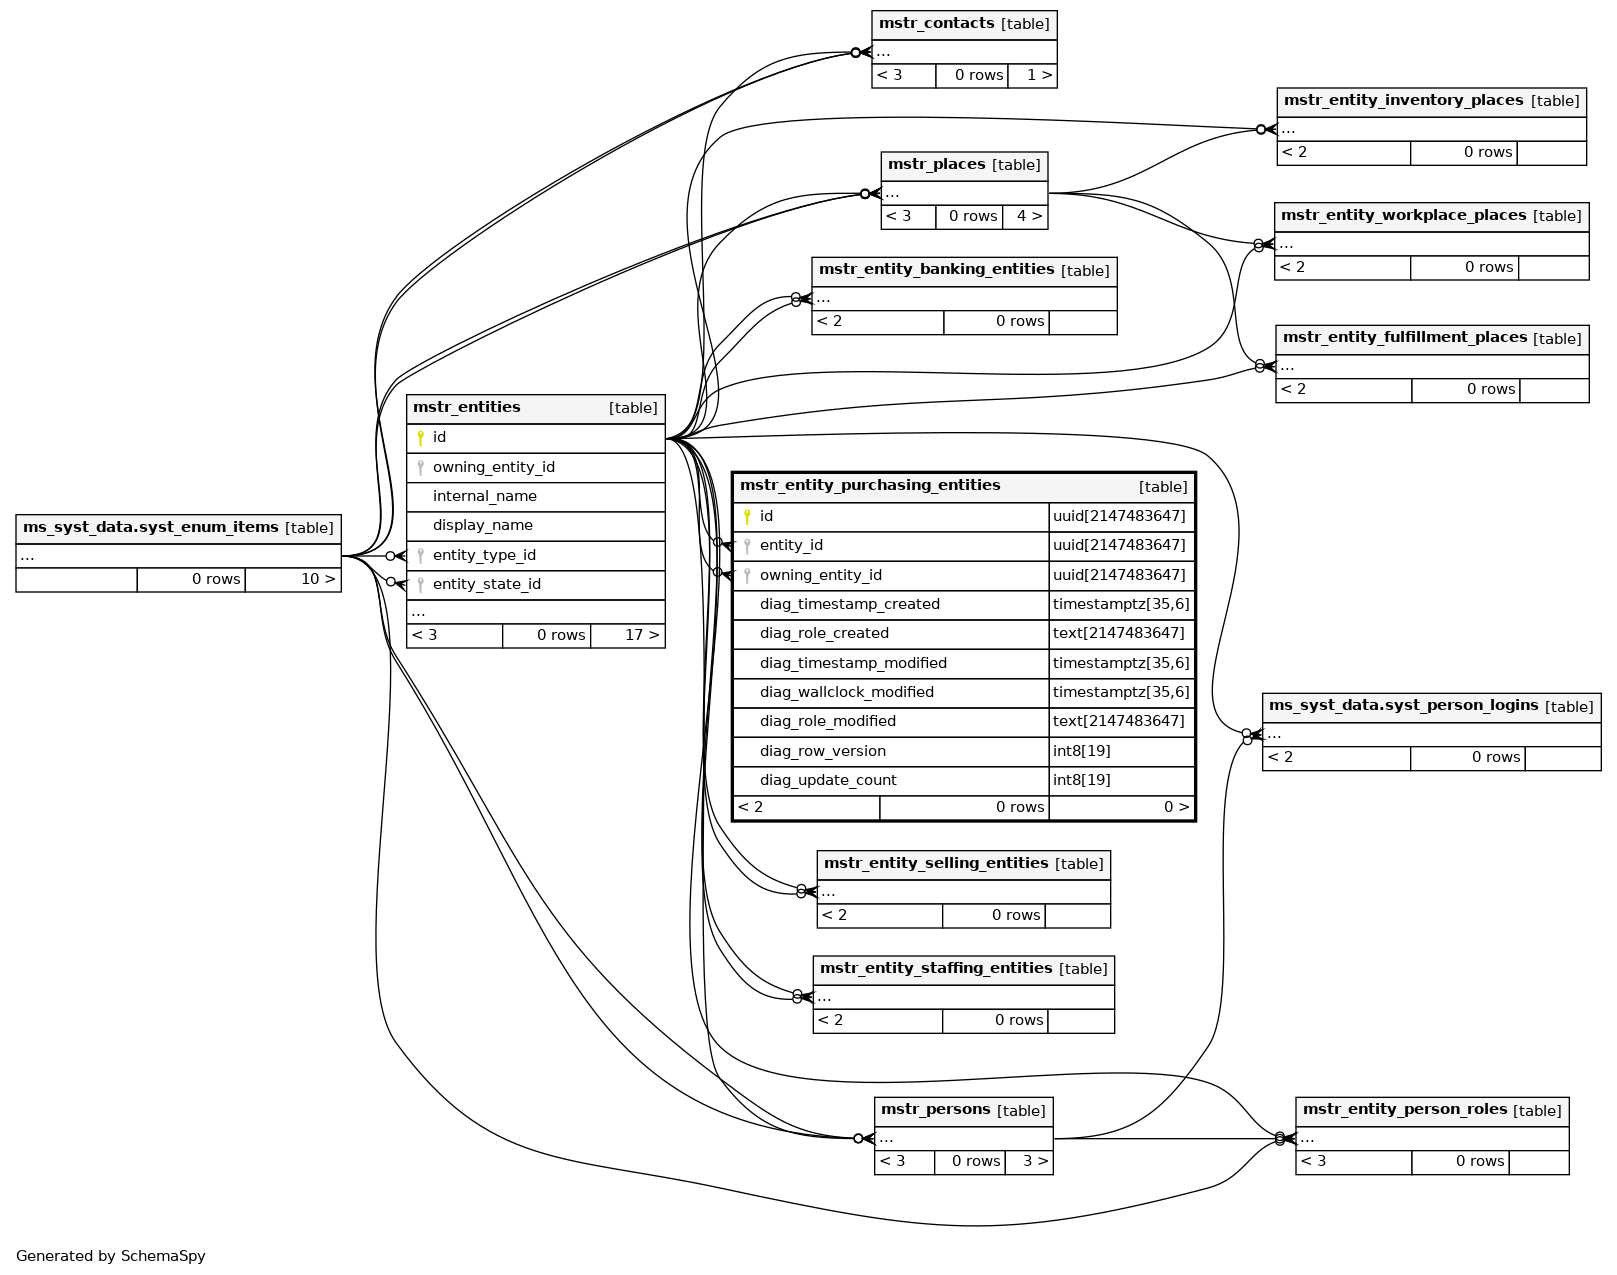 mstr_contacts [table]
...
< 3 0 rows 1 >
mstr_entity_inventory_places [table]
...
< 2 0 rows
mstr_places [table]
...
< 3 0 rows 4 >
mstr_entity_workplace_places [table]
...
< 2 0 rows
mstr_entity_banking_entities [table]
...
< 2 0 rows
mstr_entity_fulfillment_places [table]
...
< 2 0 rows
mstr_entities [table]
id
owning_entity_id
internal_name
display_name
entity_type_id
entity_state_id
...
< 3 0 rows 17 >
ms_syst_data.syst_enum_items [table]
...
0 rows 10 >
mstr_entity_purchasing_entities [table]
id uuid[2147483647]
entity_id uuid[2147483647]
owning_entity_id uuid[2147483647]
diag_timestamp_created timestamptz[35,6]
diag_role_created text[2147483647]
diag_timestamp_modified timestamptz[35,6]
diag_wallclock_modified timestamptz[35,6]
diag_role_modified text[2147483647]
diag_row_version int8[19]
diag_update_count int8[19]
< 2 0 rows 0 >
ms_syst_data.syst_person_logins [table]
...
< 2 0 rows
mstr_entity_selling_entities [table]
...
< 2 0 rows
mstr_entity_staffing_entities [table]
...
< 2 0 rows
mstr_persons [table]
...
< 3 0 rows 3 >
mstr_entity_person_roles [table]
...
< 3 0 rows
Generated by SchemaSpy